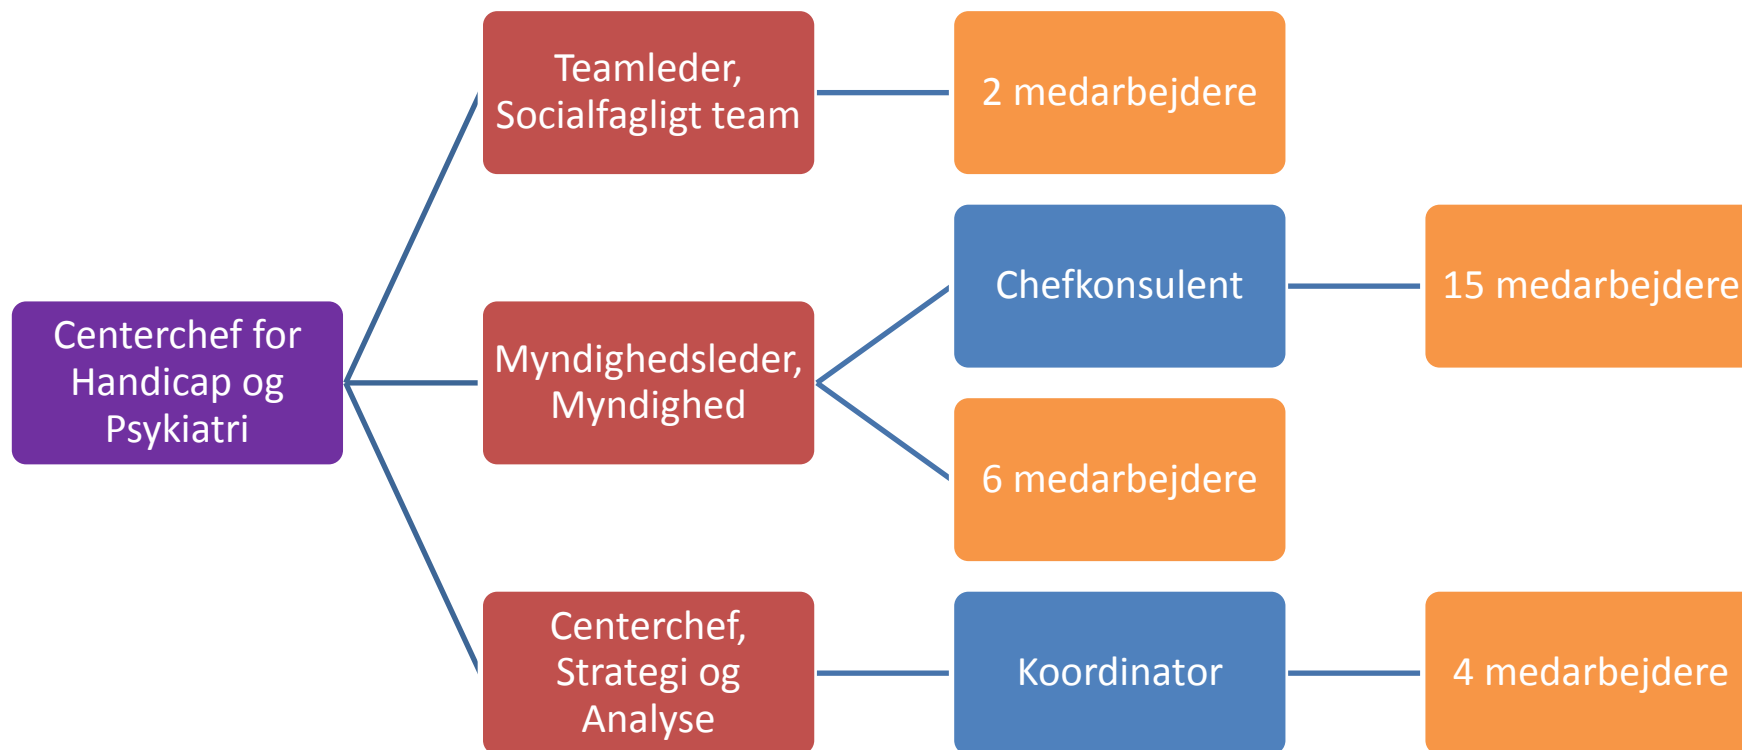 Teamleder,
Socialfagligt team
2 medarbejdere
Chefkonsulent
15 medarbejdere
Centerchef for
Handicap og
Psykiatri
Myndighedsleder,
Myndighed
6 medarbejdere
Centerchef,
Strategi og
Analyse
Koordinator
4 medarbejdere